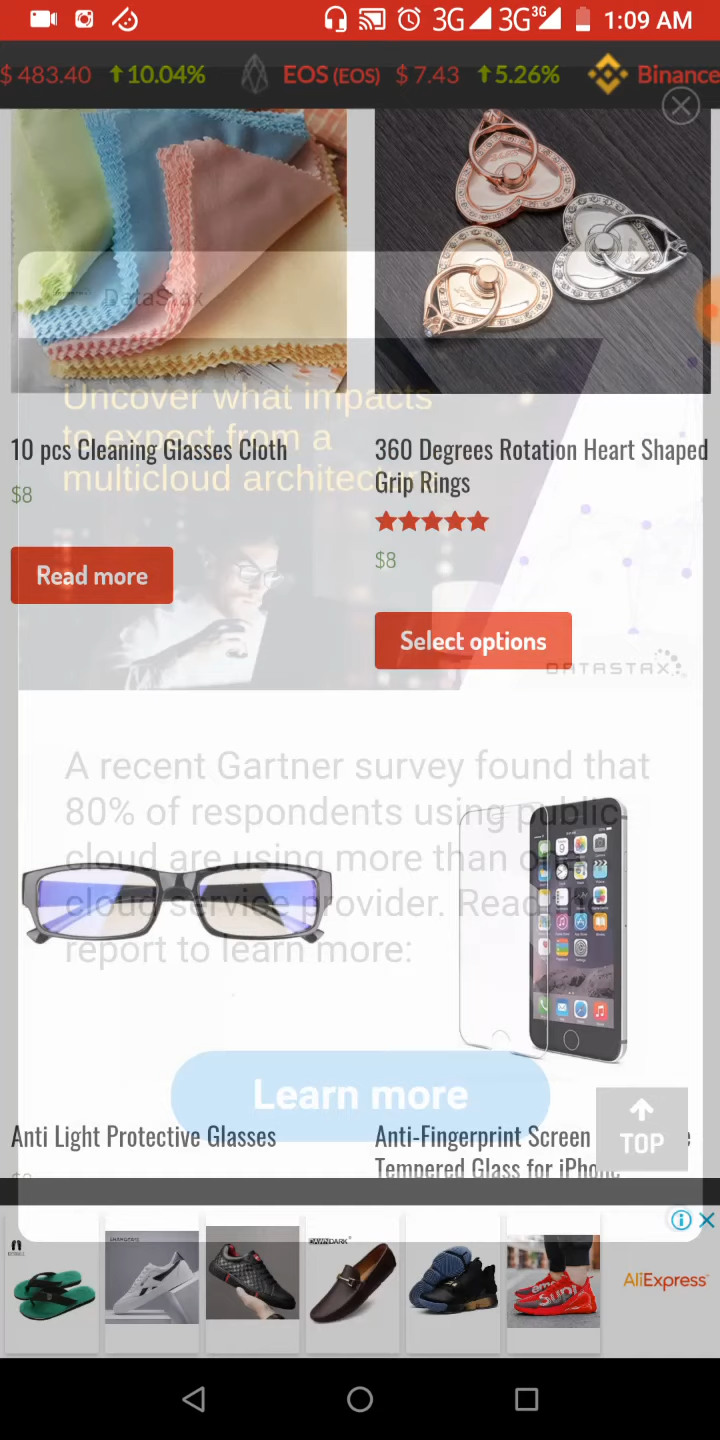 3G 3G 3G 1:09 AM
$ 483.40 10.04% EOS (EOS) $ 7.43 5.26% Binance
DataStax
Uncover what impacts
to expect from a
multicloud architecture
10 pcs Cleaning Glasses Cloth
$8
Read more
360 Degrees Rotation Heart Shaped
Grip Rings
$8
Select options
DATASTAX
A recent Gartner survey found that
80% of respondents using public
cloud are using more than one
cloud service provider. Read the
report to learn more:
Learn more
Anti Light Protective Glasses
Anti-Fingerprint Screen
Tempered Glass for iPhone
TOP
DAWNDARK
AliExpress